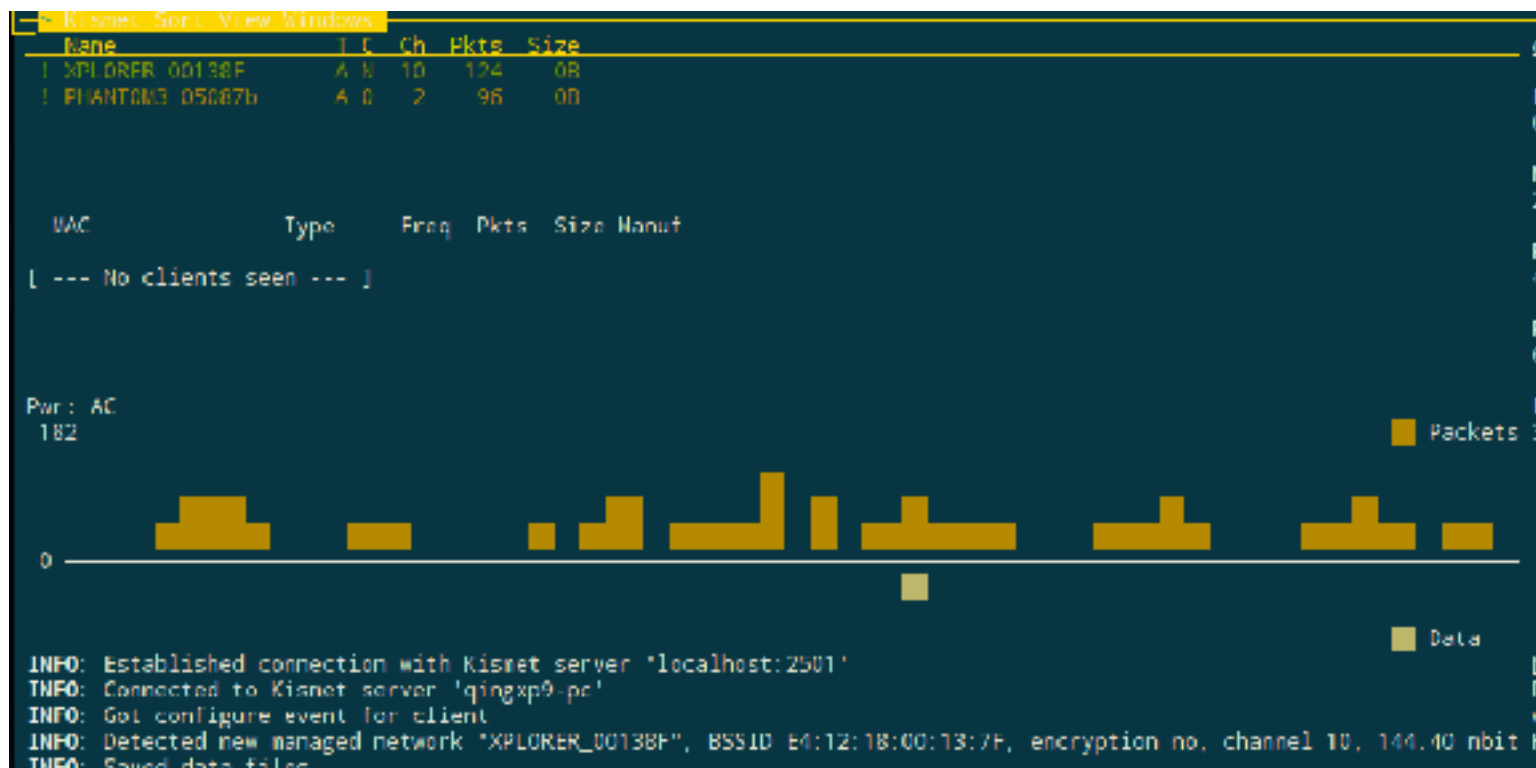 ~ Kismet Sort View Windows
Name T C Ch Pkts Size
! XPLORER_00138F A N 10 124 0B
! PHANTOM3_05087b A O 2 96 0B
MAC Type Freq Pkts Size Manuf
[ --- No clients seen --- ]
Pwr: AC
182
Packets
0
Data
INFO: Established connection with Kismet server 'localhost:2501'
INFO: Connected to Kismet server 'qingxp9-pc'
INFO: Got configure event for client
INFO: Detected new managed network "XPLORER_00138F", BSSID E4:12:18:00:13:7F, encryption no, channel 10, 144.40 mbit
INFO: Saved data files